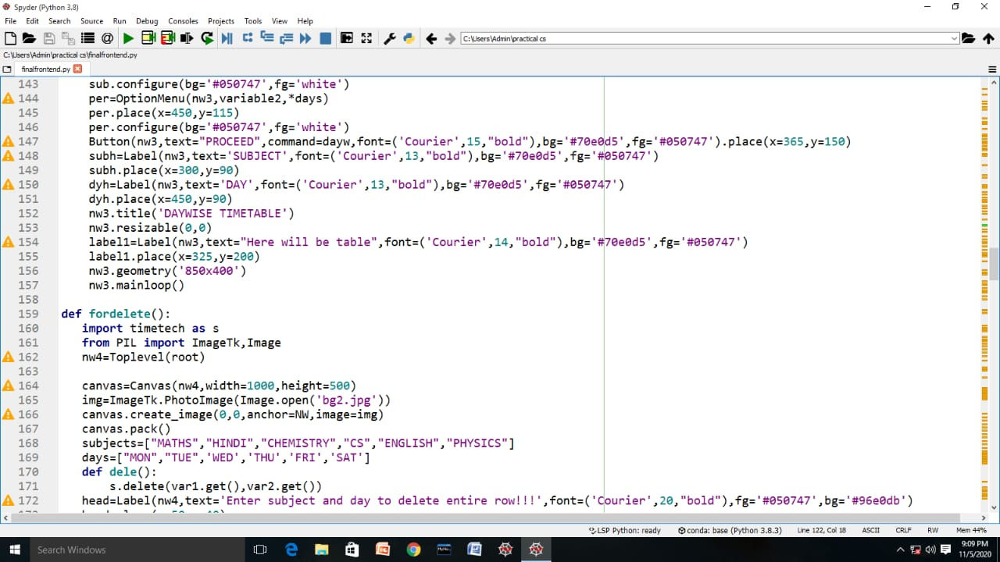 Spyder (Python 3.8)
File Edit Search Source Run Debug Consoles Projects Tools View Help
C:\Users\Admin\practical cs
C:\Users\Admin\practical cs\finalfrontend.py
finalfrontend.py
143 sub.configure(bg='#050747',fg='white')
144 per=OptionMenu(nw3,variable2,*days)
145 per.place(x=450,y=115)
146 per.configure(bg='#050747',fg='white')
147 Button(nw3,text="PROCEED",command=dayw,font=('Courier',15,"bold"),bg='#70e0d5',fg='#050747').place(x=365,y=150)
148 subh=Label(nw3,text='SUBJECT',font=('Courier',13,"bold"),bg='#70e0d5',fg='#050747')
149 subh.place(x=300,y=90)
150 dyh=Label(nw3,text='DAY',font=('Courier',13,"bold"),bg='#70e0d5',fg='#050747')
151 dyh.place(x=450,y=90)
152 nw3.title('DAYWISE TIMETABLE')
153 nw3.resizable(0,0)
154 label1=Label(nw3,text="Here will be table",font=('Courier',14,"bold"),bg='#70e0d5',fg='#050747')
155 label1.place(x=325,y=200)
156 nw3.geometry('850x400')
157 nw3.mainloop()
158
159 def fordelete():
160 import timetech as s
161 from PIL import ImageTk,Image
162 nw4=Toplevel(root)
163
164 canvas=Canvas(nw4,width=1000,height=500)
165 img=ImageTk.PhotoImage(Image.open('bg2.jpg'))
166 canvas.create_image(0,0,anchor=NW,image=img)
167 canvas.pack()
168 subjects=["MATHS","HINDI","CHEMISTRY","CS","ENGLISH","PHYSICS"]
169 days=["MON","TUE",'WED','THU','FRI','SAT']
170 def dele():
171 s.delete(var1.get(),var2.get())
172 head=Label(nw4,text='Enter subject and day to delete entire row!!!',font=('Courier',20,"bold"),fg='#050747',bg='#96e0db')
LSP Python: ready conda: base (Python 3.8.3) Line 122, Col 18 ASCII CRLF RW Mem 44%
Search Windows
9:09 PM
11/5/2020